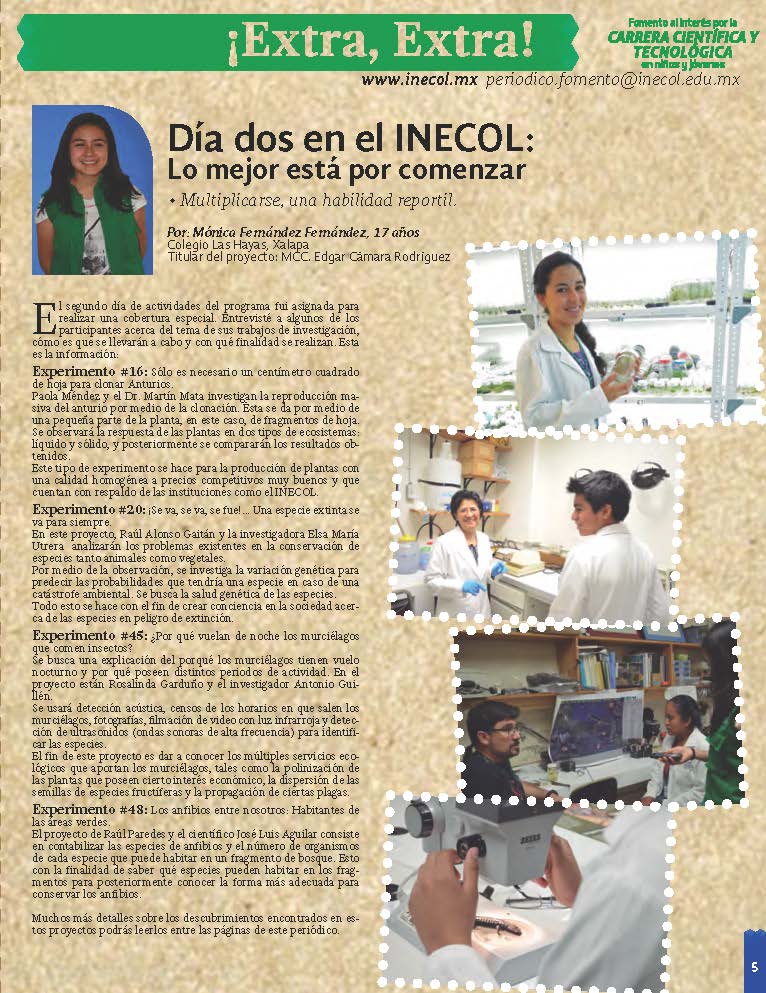 ¡Extra, Extra!
Fomento al interés por la
CARRERA CIENTÍFICA Y
TECNOLÓGICA
en niños y jóvenes
www.inecol.mx periodico.fomento@inecol.edu.mx
Día dos en el INECOL:
Lo mejor está por comenzar
• Multiplicarse, una habilidad reportil.
Por: Mónica Fernández Fernández, 17 años
Colegio Las Hayas, Xalapa
Titular del proyecto: MCC. Edgar Cámara Rodríguez
El segundo día de actividades del programa fui asignada para
realizar una cobertura especial. Entrevisté a algunos de los
participantes acerca del tema de sus trabajos de investigación,
cómo es que se llevarán a cabo y con qué finalidad se realizan. Esta
es la información:
Experimento #16: Sólo es necesario un centímetro cuadrado
de hoja para clonar Anturios.
Paola Méndez y el Dr. Martín Mata investigan la reproducción ma-
siva del anturio por medio de la clonación. Esta se da por medio de
una pequeña parte de la planta, en este caso, de fragmentos de hoja.
Se observará la respuesta de las plantas en dos tipos de ecosistemas:
líquido y sólido, y posteriormente se compararán los resultados ob-
tenidos.
Este tipo de experimento se hace para la producción de plantas con
una calidad homogénea a precios competitivos muy buenos y que
cuentan con respaldo de las instituciones como el INECOL.
Experimento #20: ¡Se va, se va, se fue!... Una especie extinta se
va para siempre.
En este proyecto, Raúl Alonso Gaitán y la investigadora Elsa María
Utrera analizarán los problemas existentes en la conservación de
especies tanto animales como vegetales.
Por medio de la observación, se investiga la variación genética para
predecir las probabilidades que tendría una especie en caso de una
catástrofe ambiental. Se busca la salud genética de las especies.
Todo esto se hace con el fin de crear conciencia en la sociedad acer-
ca de las especies en peligro de extinción.
Experimento #45: ¿Por qué vuelan de noche los murciélagos
que comen insectos?
Se busca una explicación del porqué los murciélagos tienen vuelo
nocturno y por qué poseen distintos periodos de actividad. En él
proyecto están Rosalinda Garduño y el investigador Antonio Gui-
llén.
Se usará detección acústica, censos de los horarios en que salen los
murciélagos, fotografías, filmación de video con luz infrarroja y detec-
ción de ultrasonidos (ondas sonoras de alta frecuencia) para identifi-
car las especies.
El fin de este proyecto es dar a conocer los múltiples servicios eco-
lógicos que aportan los murciélagos, tales como la polinización de
las plantas que poseen cierto interés económico, la dispersión de las
semillas de especies fructíferas y la propagación de ciertas plagas.
Experimento #48: Los anfibios entre nosotros: Habitantes de
las áreas verdes.
El proyecto de Raúl Paredes y el científico José Luis Aguilar consiste
en contabilizar las especies de anfibios y el número de organismos
de cada especie que puede habitar en un fragmento de bosque. Esto
con la finalidad de saber qué especies pueden habitar en los frag-
mentos para posteriormente conocer la forma más adecuada para
conservar los anfibios.
Muchos más detalles sobre los descubrimientos encontrados en es-
tos proyectos podrás leerlos entre las páginas de este periódico.
ZEISS
5